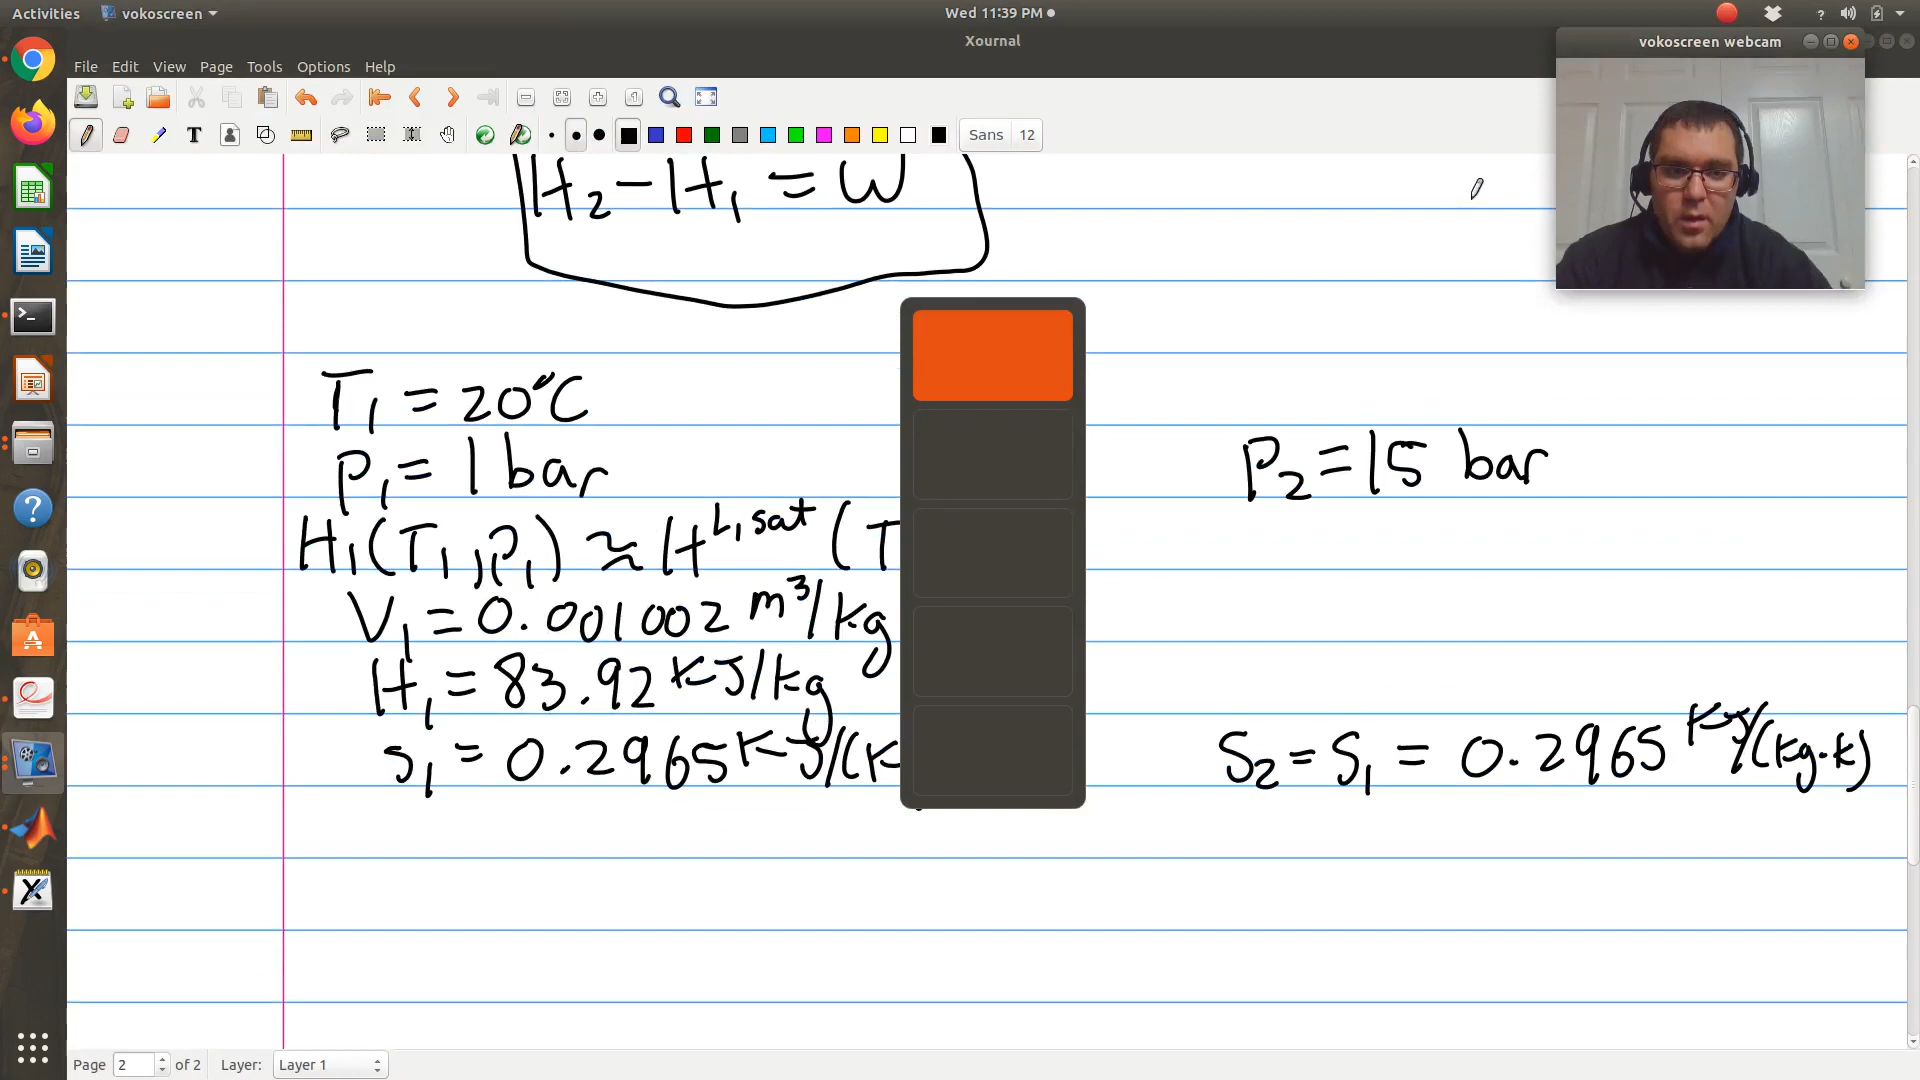 Activities vokoscreen Wed 11:39 PM
Xournal
vokoscreen webcam
File Edit View Page Tools Options Help
Sans 12
H₂ - H₁ = W
T₁ = 20°C
P₁ = 1 bar
P₂ = 15 bar
H₁(T₁,P₁) ≈ H^L,sat (T
V₁ = 0.001002 m³/kg
H₁ = 83.92 KJ/kg
S₁ = 0.2965 KJ/(K
S₂ = S₁ = 0.2965 KJ/(kg·K)
Page 2 of 2 Layer: Layer 1